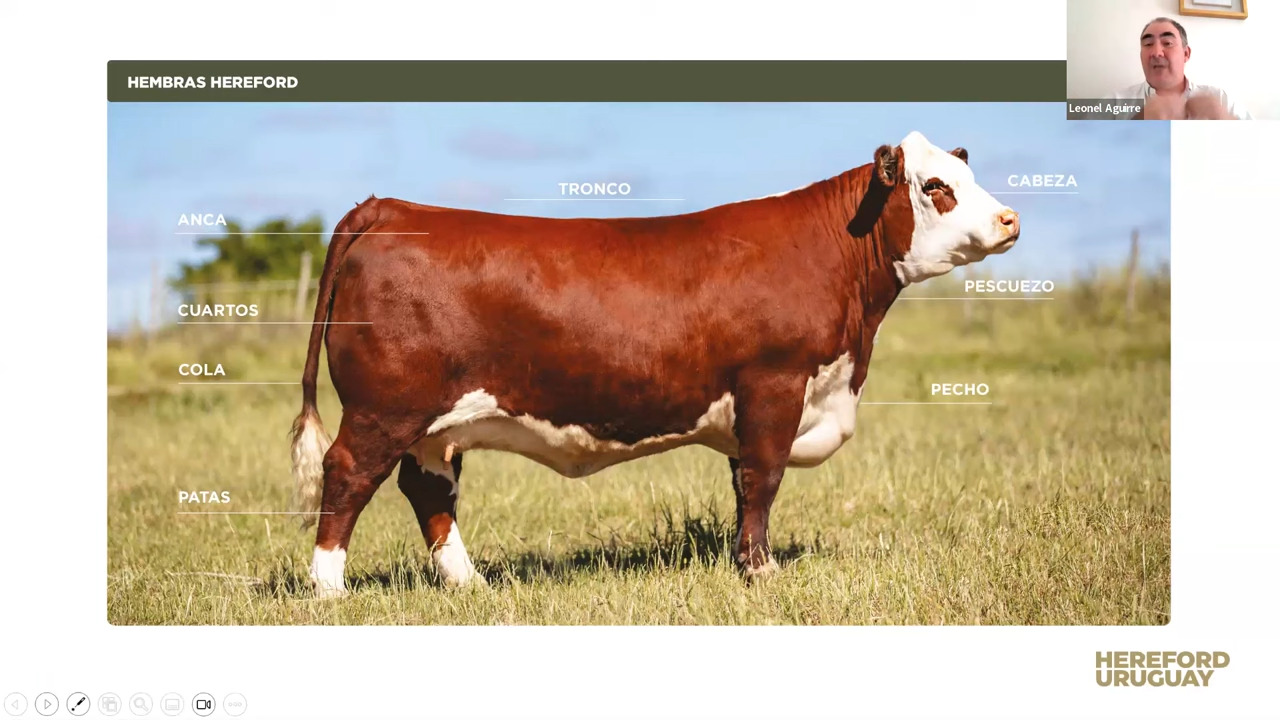 HEMBRAS HEREFORD
Leonel Aguirre
TRONCO
CABEZA
ANCA
PESCUEZO
CUARTOS
COLA
PECHO
PATAS
HEREFORD
URUGUAY